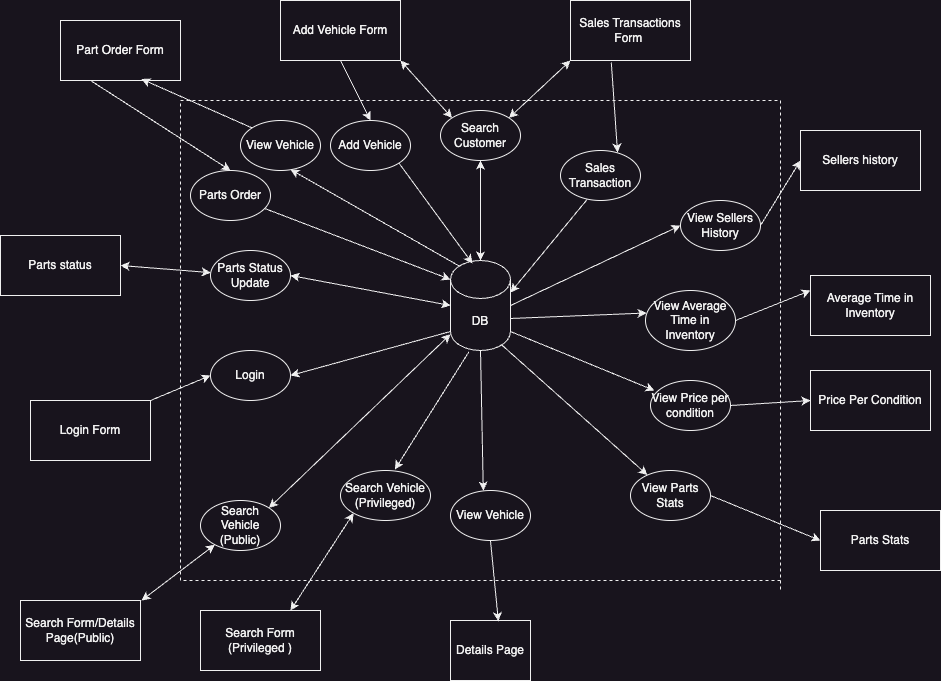 Part Order Form
Add Vehicle Form
Sales Transactions
Form
View Vehicle
Add Vehicle
Search
Customer
Sales
Transaction
Sellers history
Parts Order
View Sellers
History
Parts status
Parts Status
Update
DB
View Average
Time in
Inventory
Average Time in
Inventory
Login
View Price per
condition
Price Per Condition
Login Form
Search
Vehicle
(Public)
Search Vehicle
(Privileged)
View Vehicle
View Parts
Stats
Parts Stats
Search Form/Details
Page(Public)
Search Form
(Privileged )
Details Page